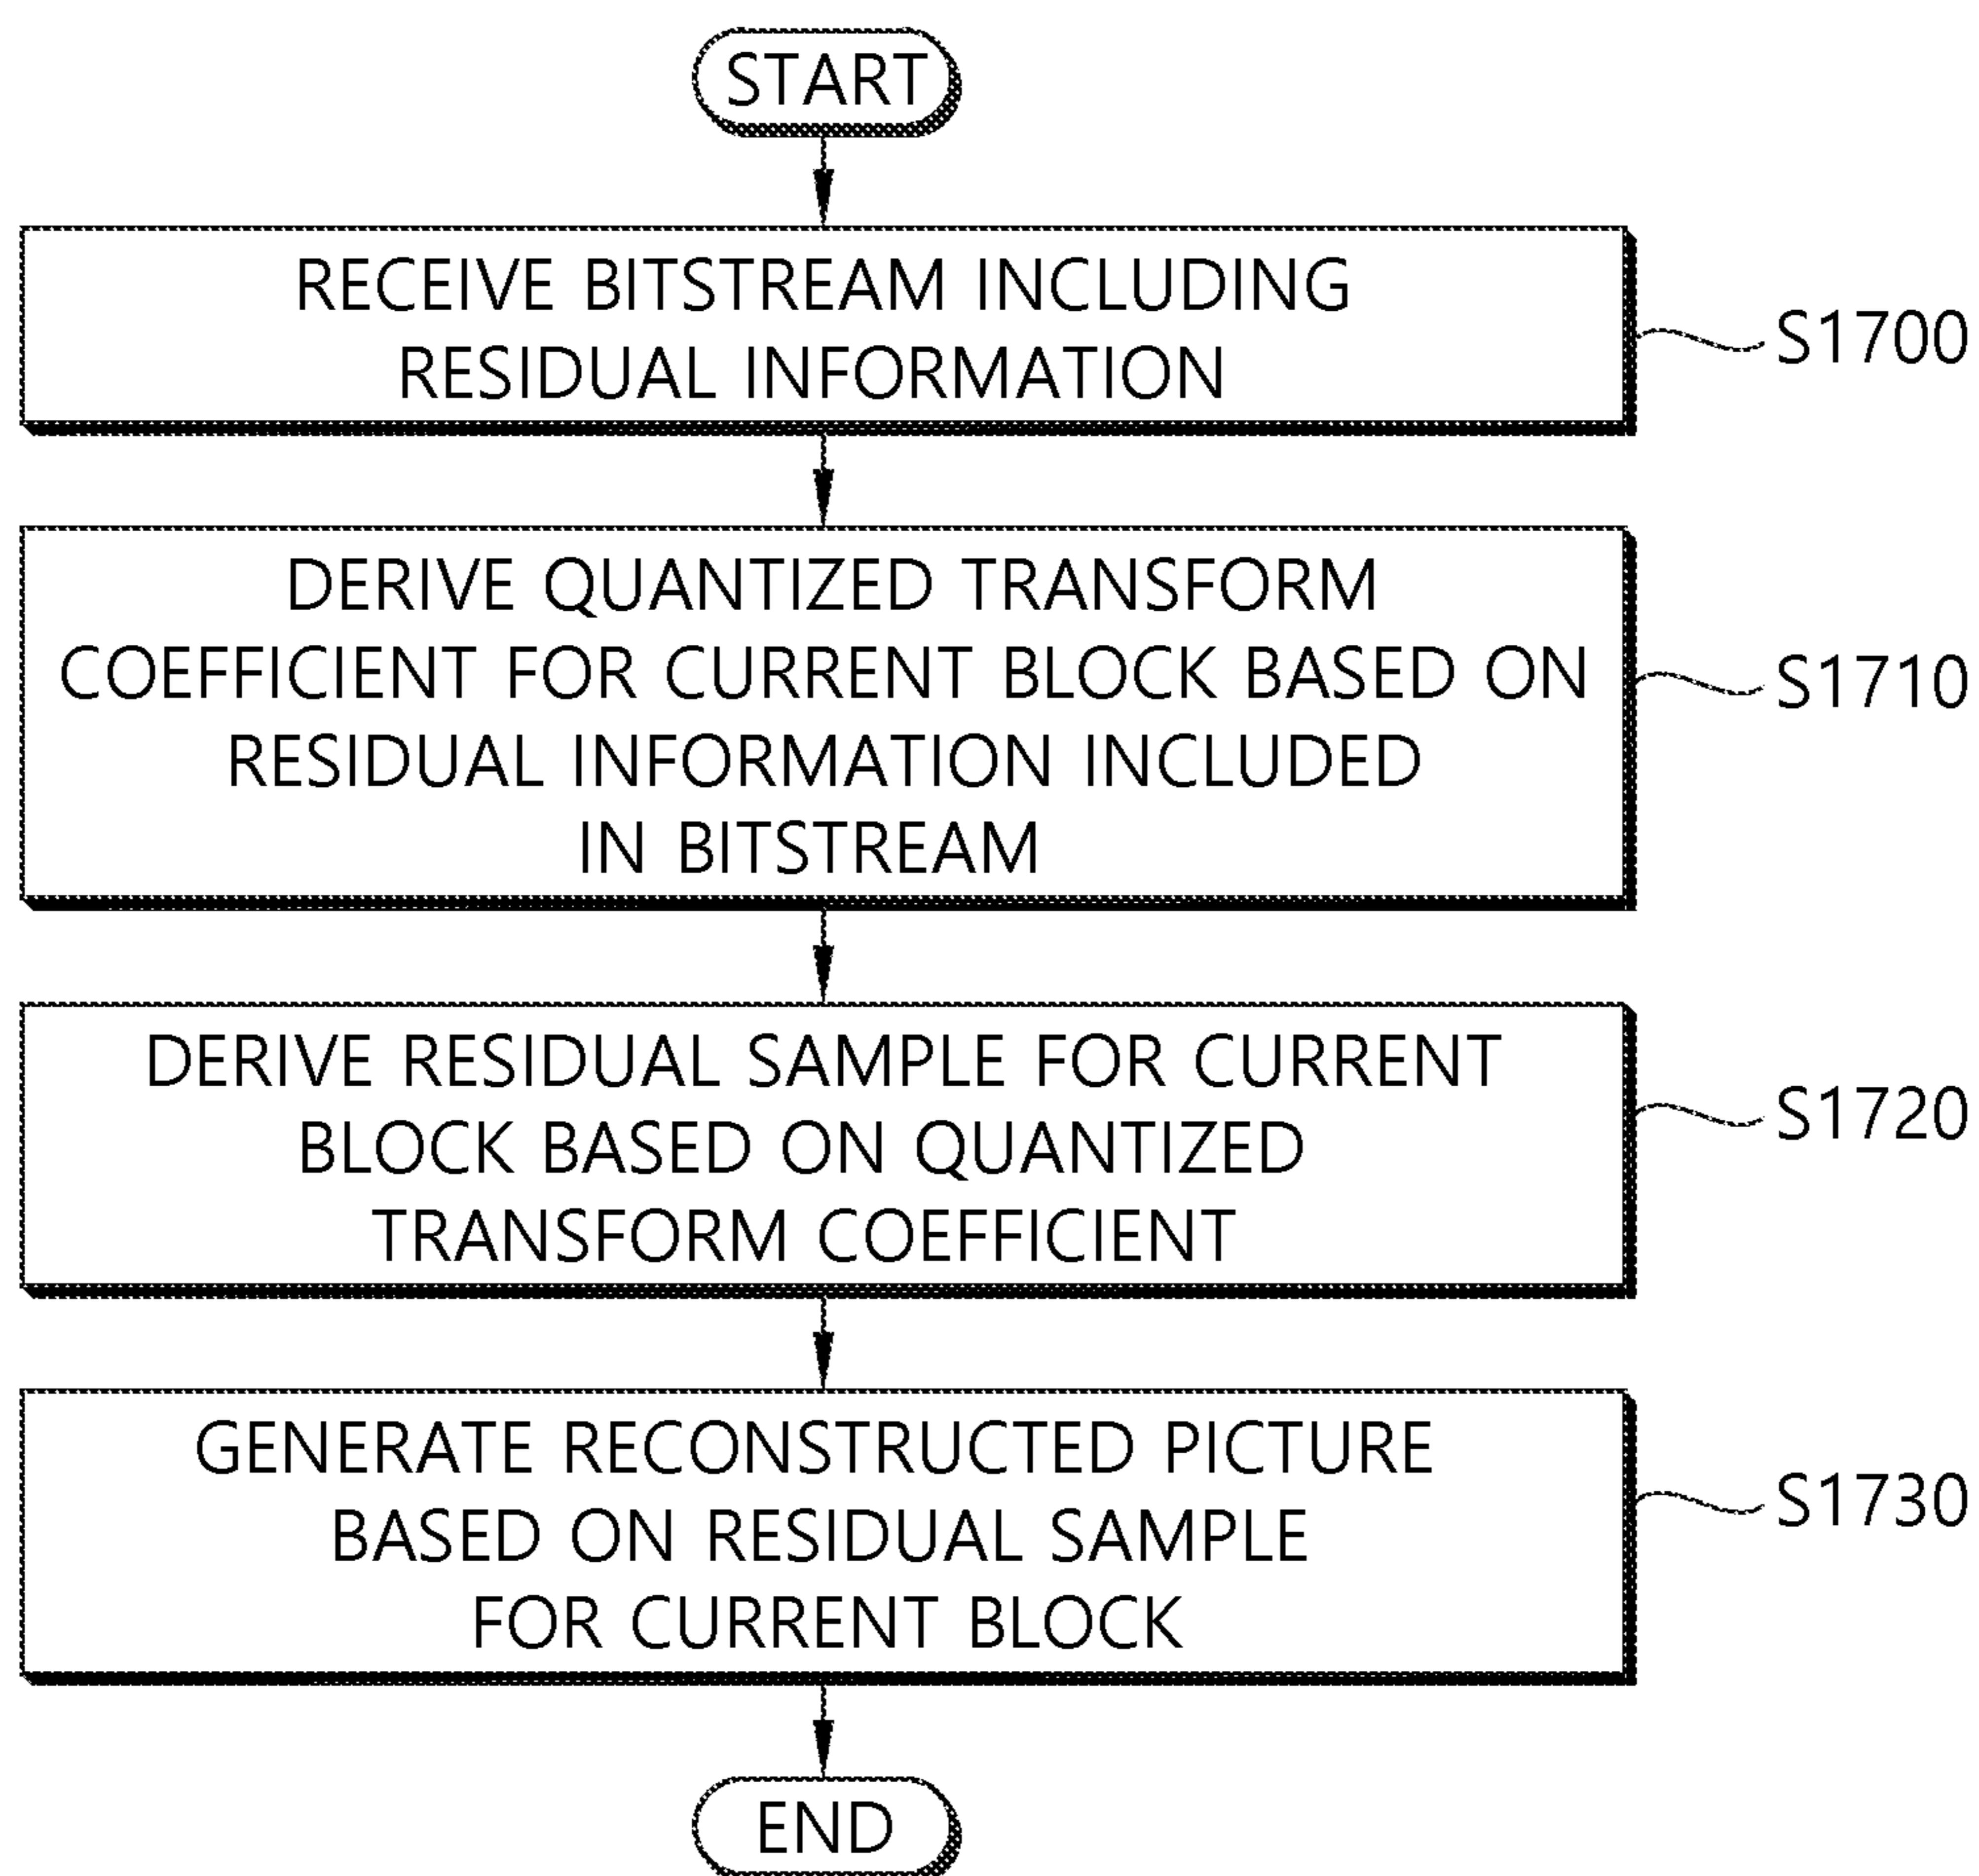 START
RECEIVE BITSTREAM INCLUDING
RESIDUAL INFORMATION
S1700
DERIVE QUANTIZED TRANSFORM
COEFFICIENT FOR CURRENT BLOCK BASED ON
RESIDUAL INFORMATION INCLUDED
IN BITSTREAM
S1710
DERIVE RESIDUAL SAMPLE FOR CURRENT
BLOCK BASED ON QUANTIZED
TRANSFORM COEFFICIENT
S1720
GENERATE RECONSTRUCTED PICTURE
BASED ON RESIDUAL SAMPLE
FOR CURRENT BLOCK
S1730
END